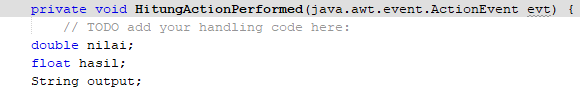 private void HitungActionPerformed(java.awt.event.ActionEvent evt) {
// TODO add your handling code here:
double nilai;
float hasil;
String output;